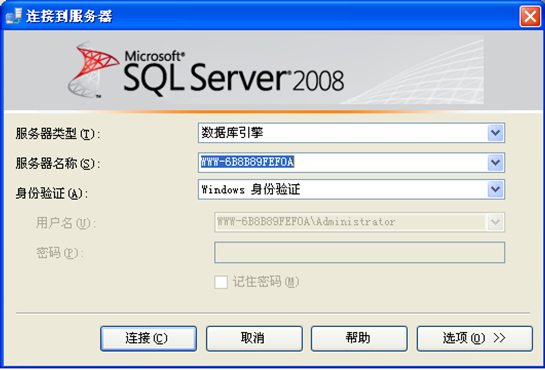 连接到服务器
Microsoft®
SQL Server® 2008
服务器类型(T): 数据库引擎
服务器名称(S): WWW-6B8B89FEF0A
身份验证(A): Windows 身份验证
用户名(U): WWW-6B8B89FEF0A\Administrator
密码(P):
记住密码(M)
连接(C) 取消 帮助 选项(O) >>